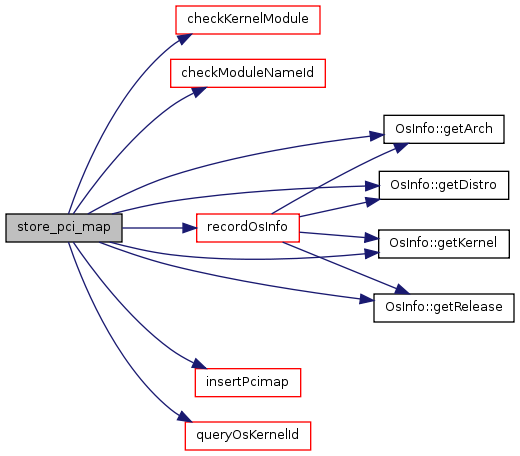 checkKernelModule
checkModuleNameId
OsInfo::getArch
OsInfo::getDistro
store_pci_map
recordOsInfo
OsInfo::getKernel
OsInfo::getRelease
insertPcimap
queryOsKernelId